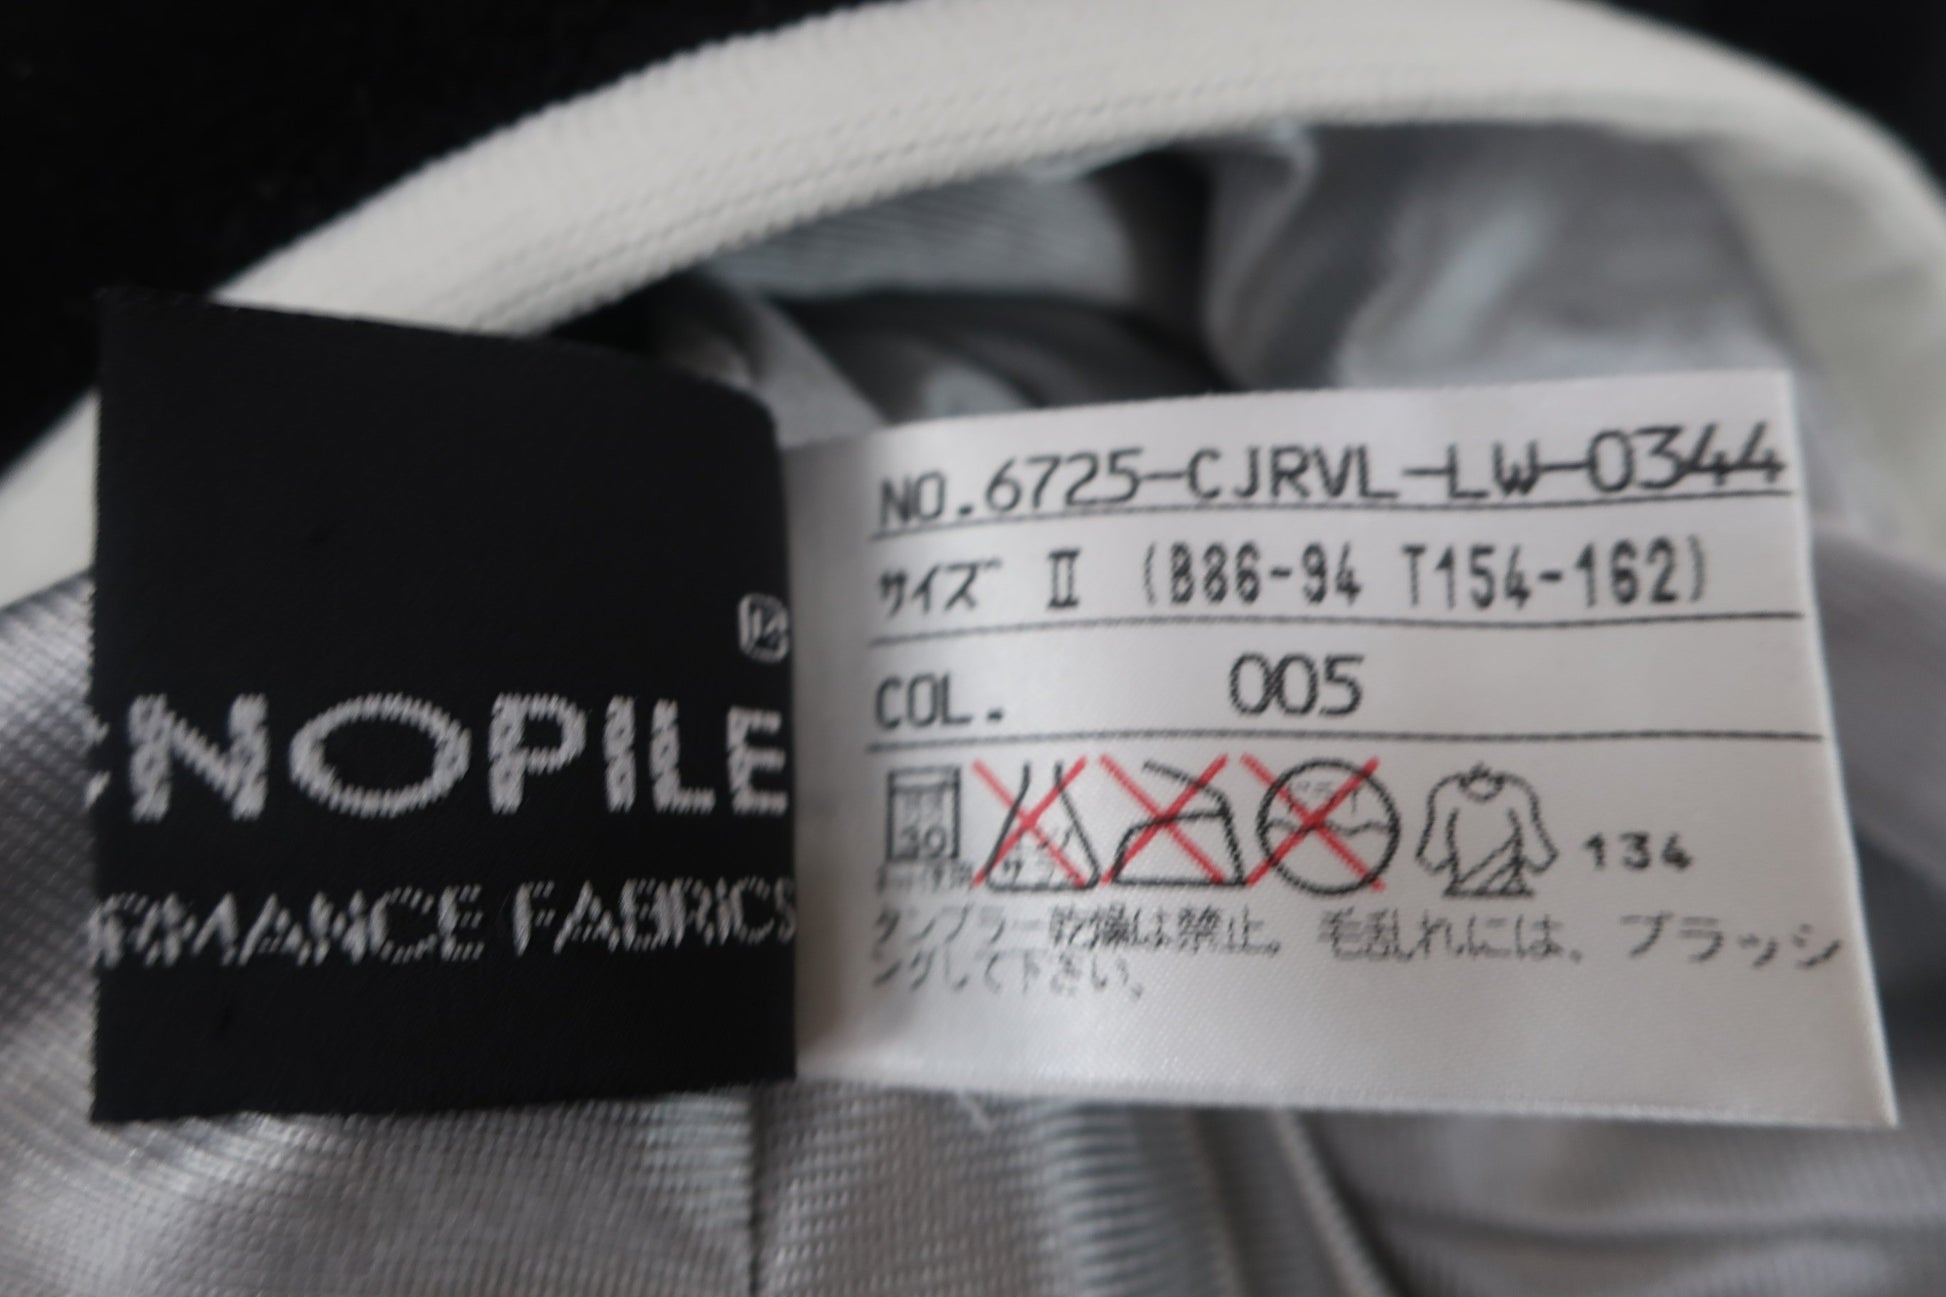 ®
NOPILE
RMANCE FABRICS
NO.6725-CJRVL-LW-0344
サイズ Ⅱ (B86-94 T154-162)
COL. 005
30
134
タンブラー乾燥は禁止。毛乱れには、ブラッシ
ングして下さい。